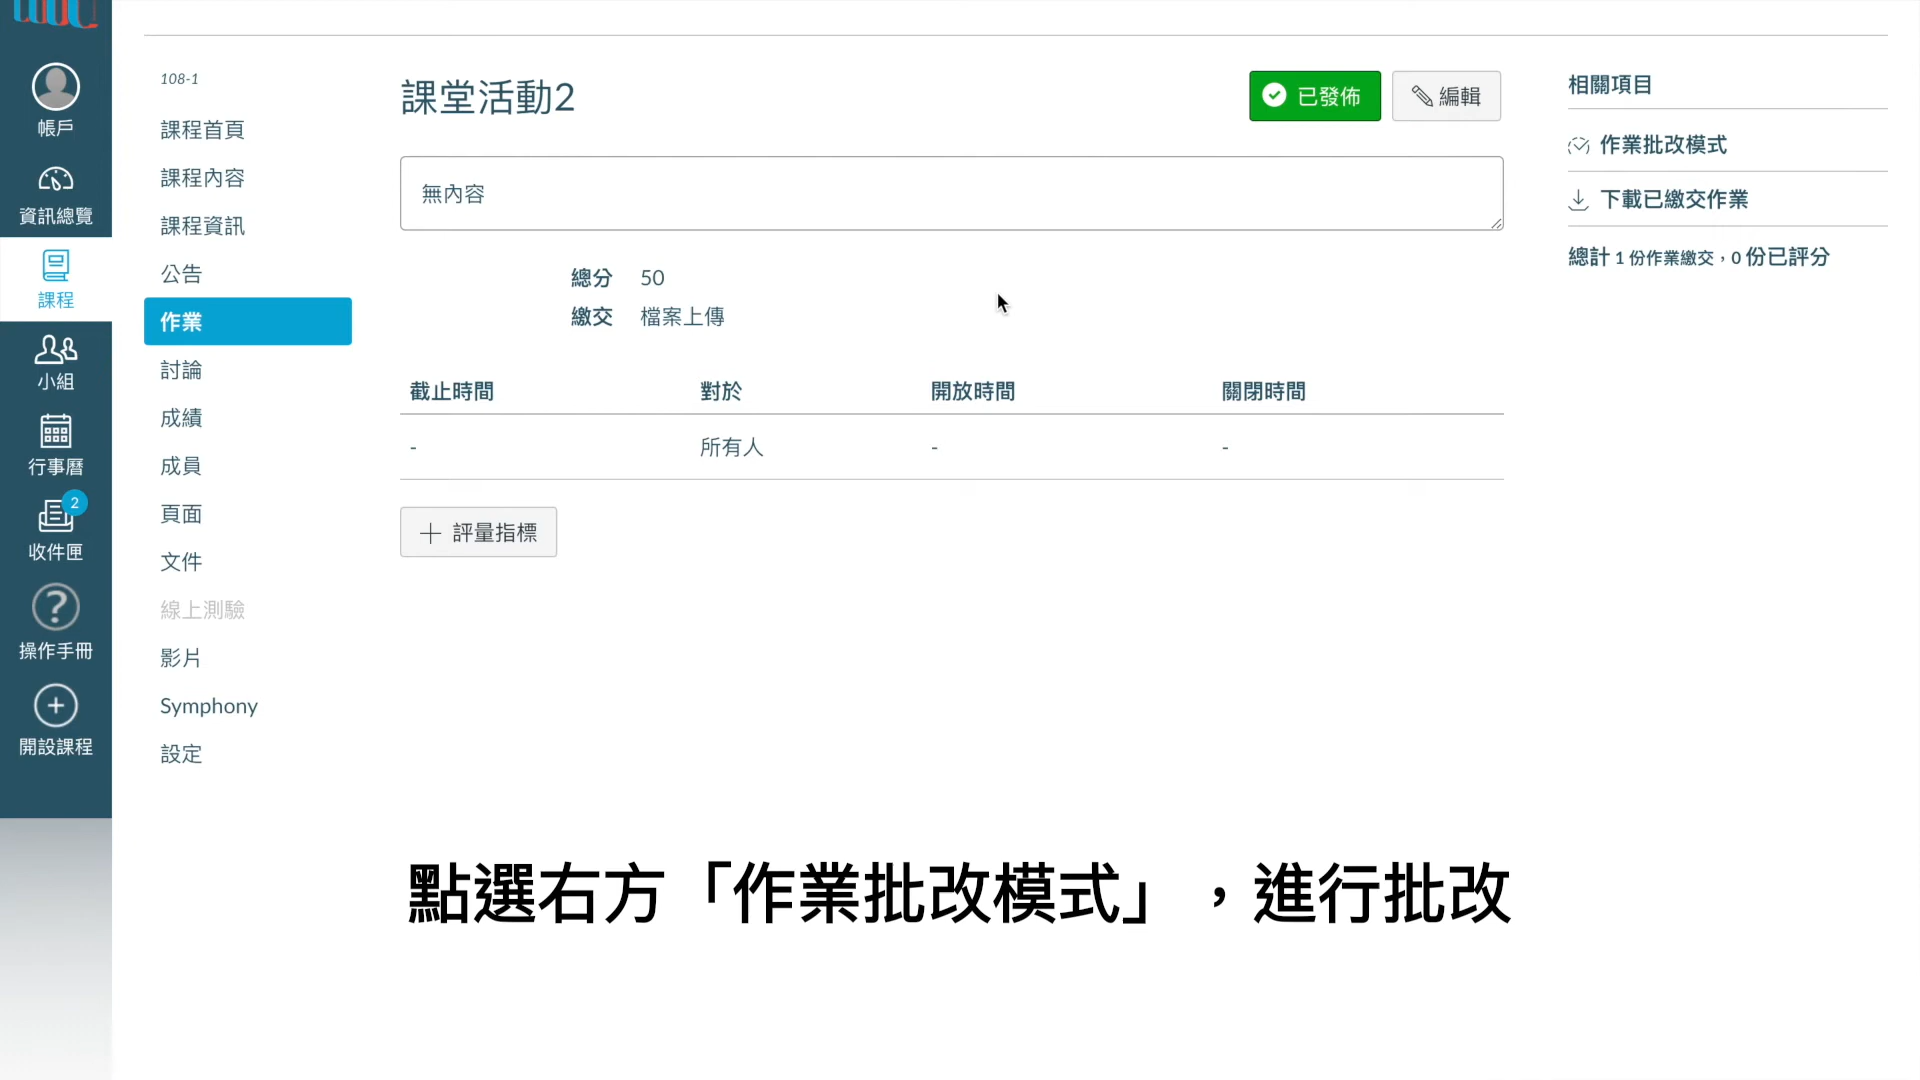 帳戶
資訊總覽
課程
小組
行事曆
2
收件匣
操作手冊
開設課程
108-1
課程首頁
課程內容
課程資訊
公告
作業
討論
成績
成員
頁面
文件
線上測驗
影片
Symphony
設定
課堂活動2
已發佈
編輯
無內容
總分 50
繳交 檔案上傳
截止時間 對於 開放時間 關閉時間
- 所有人 - -
評量指標
相關項目
作業批改模式
下載已繳交作業
總計 1 份作業繳交，0 份已評分
點選右方「作業批改模式」，進行批改